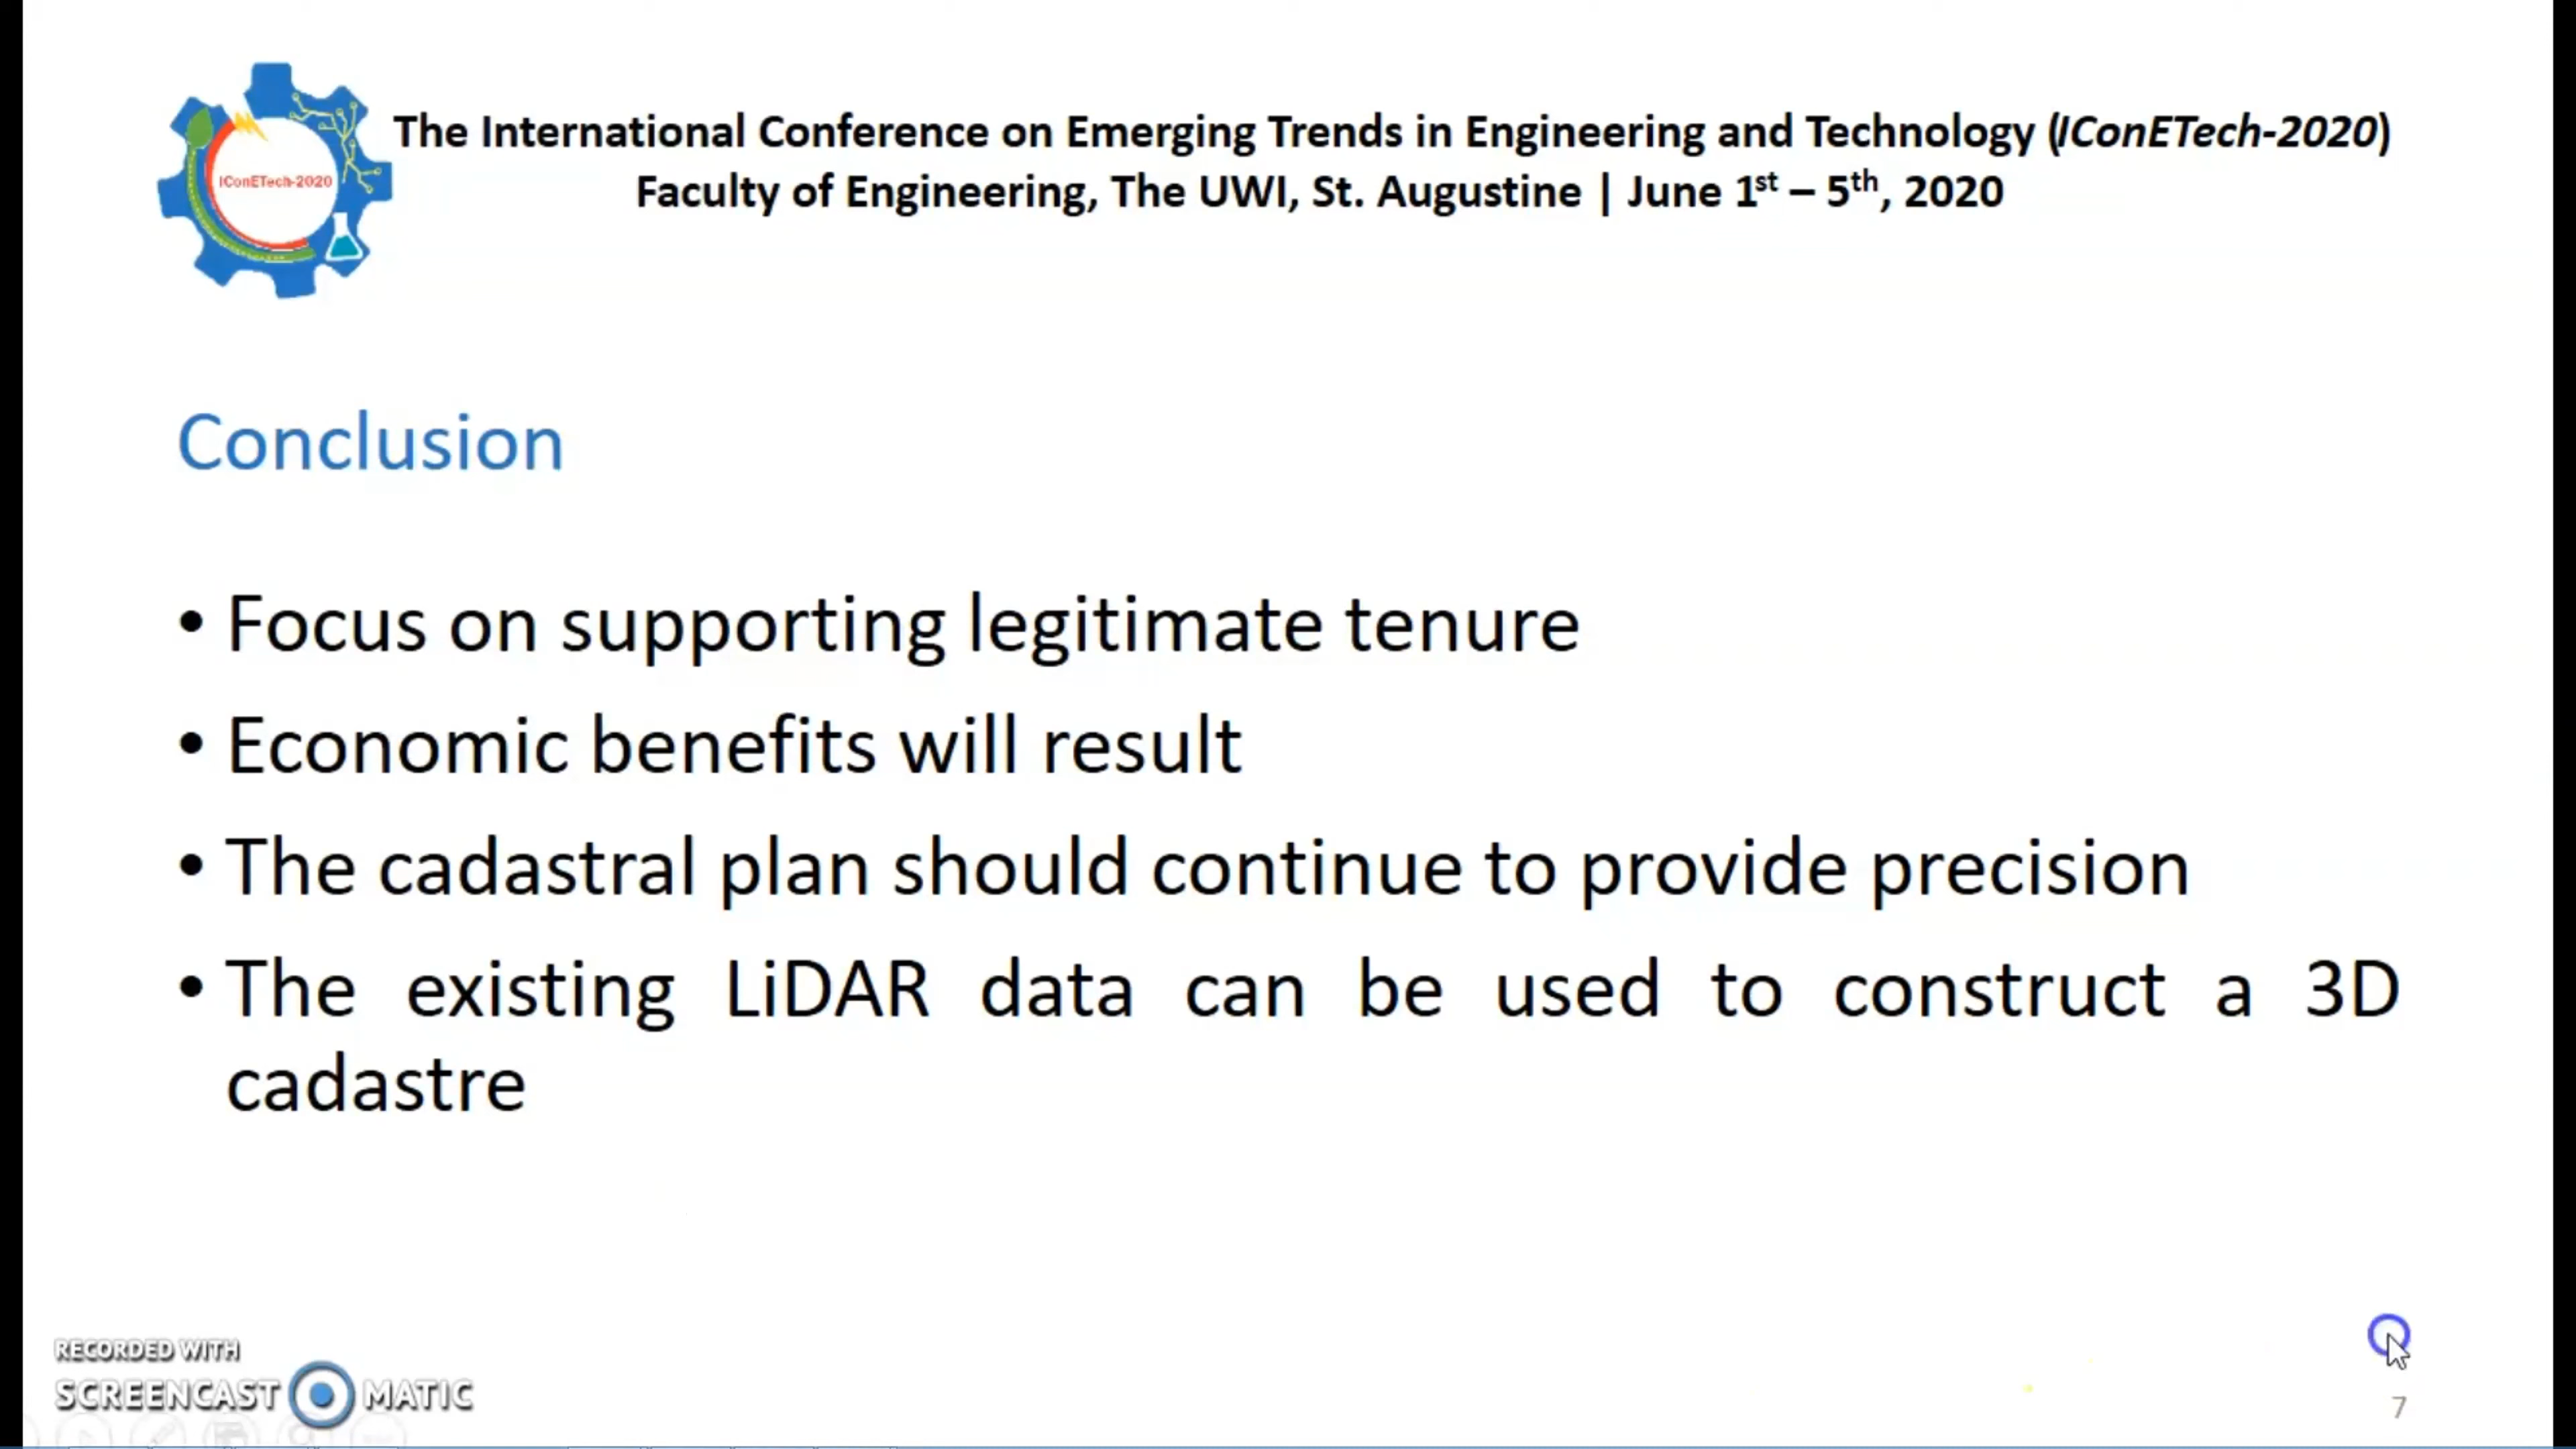 The International Conference on Emerging Trends in Engineering and Technology (IConETech-2020)
Faculty of Engineering, The UWI, St. Augustine | June 1st – 5th, 2020
IConETech-2020
Conclusion
• Focus on supporting legitimate tenure
• Economic benefits will result
• The cadastral plan should continue to provide precision
• The existing LiDAR data can be used to construct a 3D
cadastre
RECORDED WITH
SCREENCAST MATIC
7